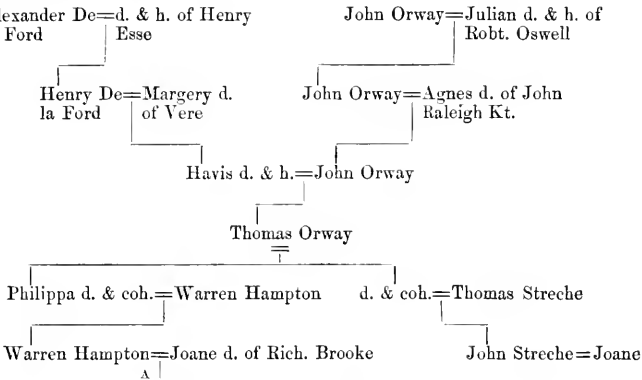 De=d. & h. of Henry John Orway=Julian d. & h. of
Ford Esse Robt. Oswell
Henry De=Margery d. John Orway=Agnes d. of John
la Ford of Vere Raleigh Kt.
Havis d. & h.=John Orway
Thomas Orway
=
Philippa d. & coh.=Warren Hampton d. & coh.=Thomas Streche
Warren Hampton=Joane d. of Rich. Brooke John Streche=Joane
A